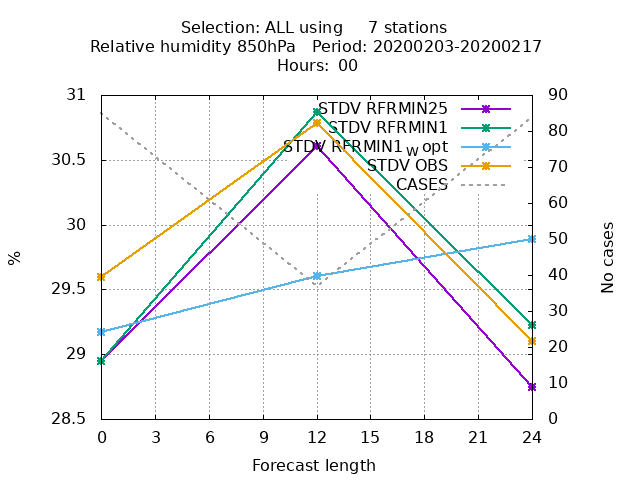 Selection: ALL using     7 stations
Relative humidity 850hPa   Period: 20200203-20200217
Hours: 00
31
30.5
30
29.5
29
28.5
%
90
80
70
60
50
40
30
20
10
0
No cases
STDV RFRMIN25
STDV RFRMIN1
STDV RFRMIN1_w opt
STDV OBS
CASES
0 3 6 9 12 15 18 21 24
Forecast length